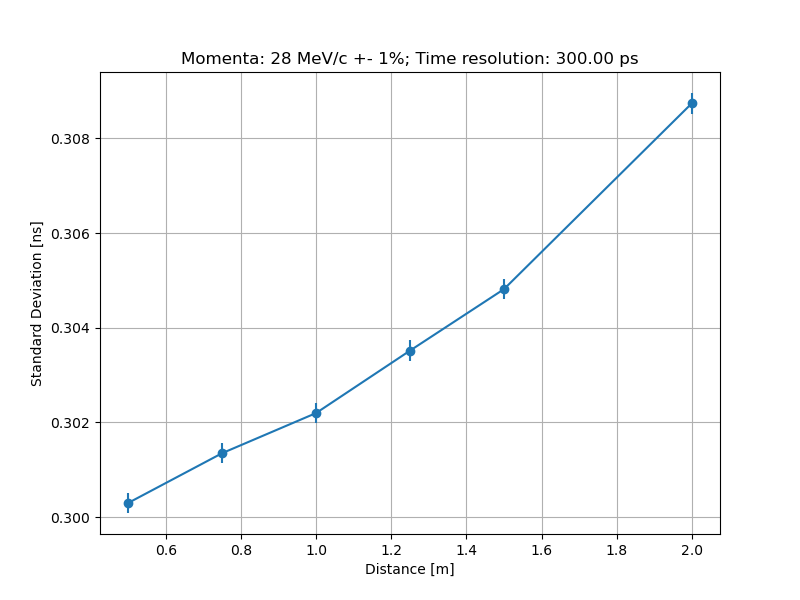 Momenta: 28 MeV/c +- 1%; Time resolution: 300.00 ps
Standard Deviation [ns]
0.308
0.306
0.304
0.302
0.300
0.6 0.8 1.0 1.2 1.4 1.6 1.8 2.0
Distance [m]